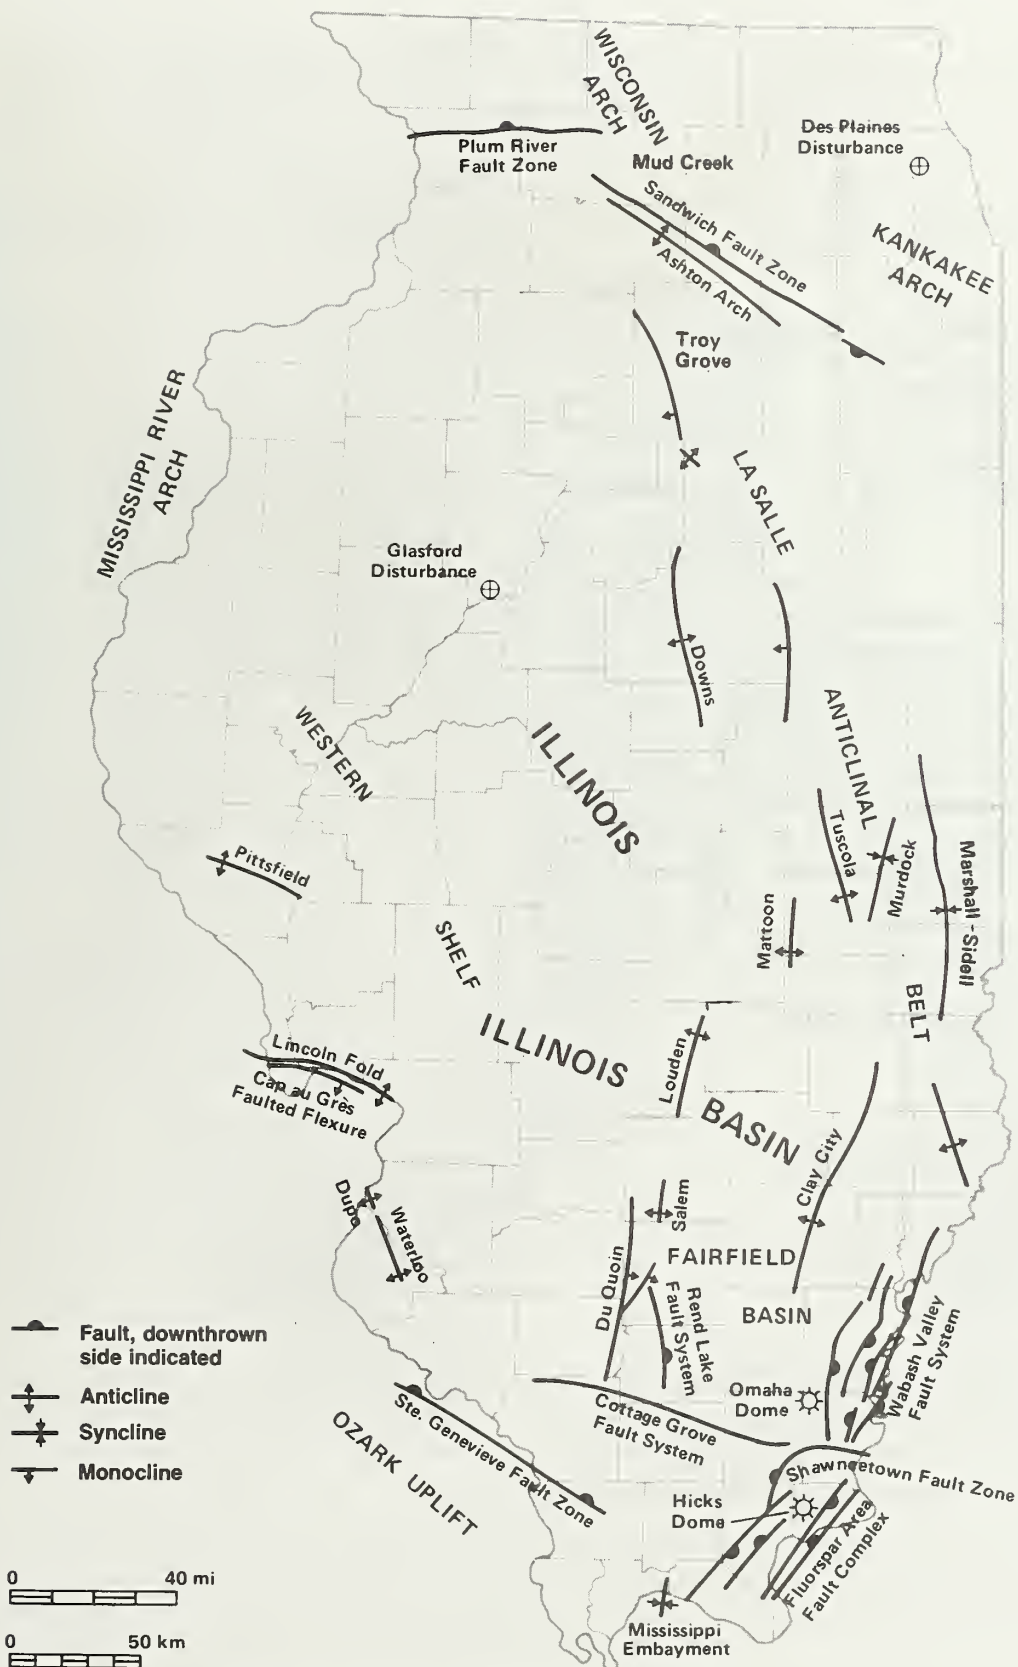 WISCONSIN
ARCH
Des Plaines
Disturbance
Plum River
Fault Zone
Mud Creek
Sandwich Fault Zone
Ashton Arch
KANKAKEE
ARCH
Troy
Grove
MISSISSIPPI RIVER
ARCH
LA SALLE
Glasford
Disturbance
Downs
ANTICLINAL
WESTERN
ILLINOIS
Tuscola
Murdock
Marshall - Sidell
Pittsfield
Mattoon
SHELF
BELT
ILLINOIS
Louden
Lincoln Fold
Cap au Grès
Faulted Flexure
BASIN
Clay City
Dupo
Waterloo
Salem
FAIRFIELD
Du Quoin
Rend Lake
Fault System
BASIN
Wabash Valley
Fault System
Fault, downthrown
side indicated
Anticline
Syncline
Monocline
Omaha
Dome
Cottage Grove
Fault System
Ste. Genevieve Fault Zone
OZARK UPLIFT
Shawneetown Fault Zone
Hicks
Dome
Fluorspar Area
Fault Complex
0 40 mi
0 50 km
Mississippi
Embayment